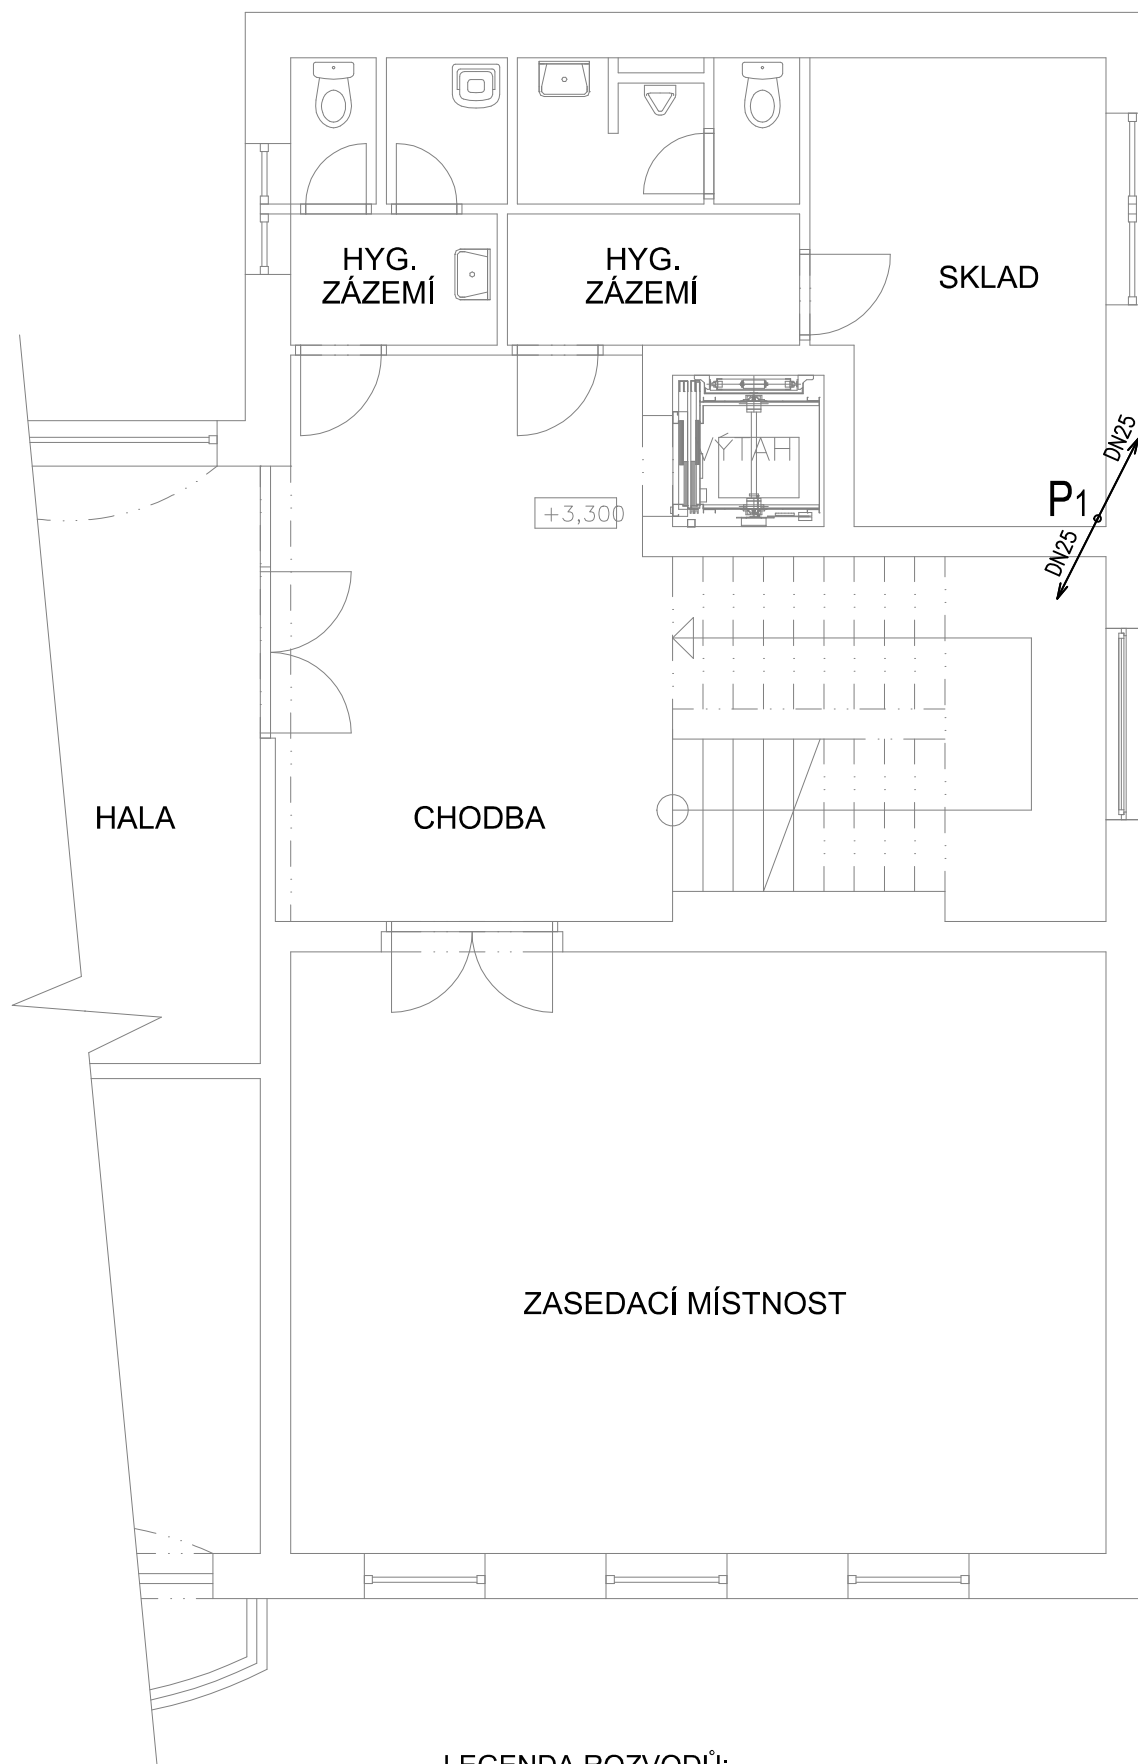 HYG.
ZÁZEMÍ
HYG.
ZÁZEMÍ
SKLAD
VÝTAH
DN25
P1
DN25
+3,300
HALA
CHODBA
ZASEDACÍ MÍSTNOST
LEGENDA ROZVODŮ: